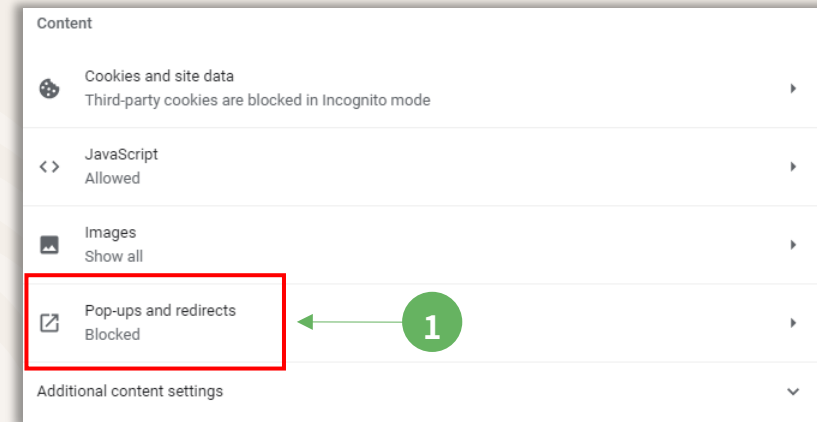 Content
Cookies and site data
Third-party cookies are blocked in Incognito mode
JavaScript
Allowed
Images
Show all
Pop-ups and redirects
Blocked
1
Additional content settings